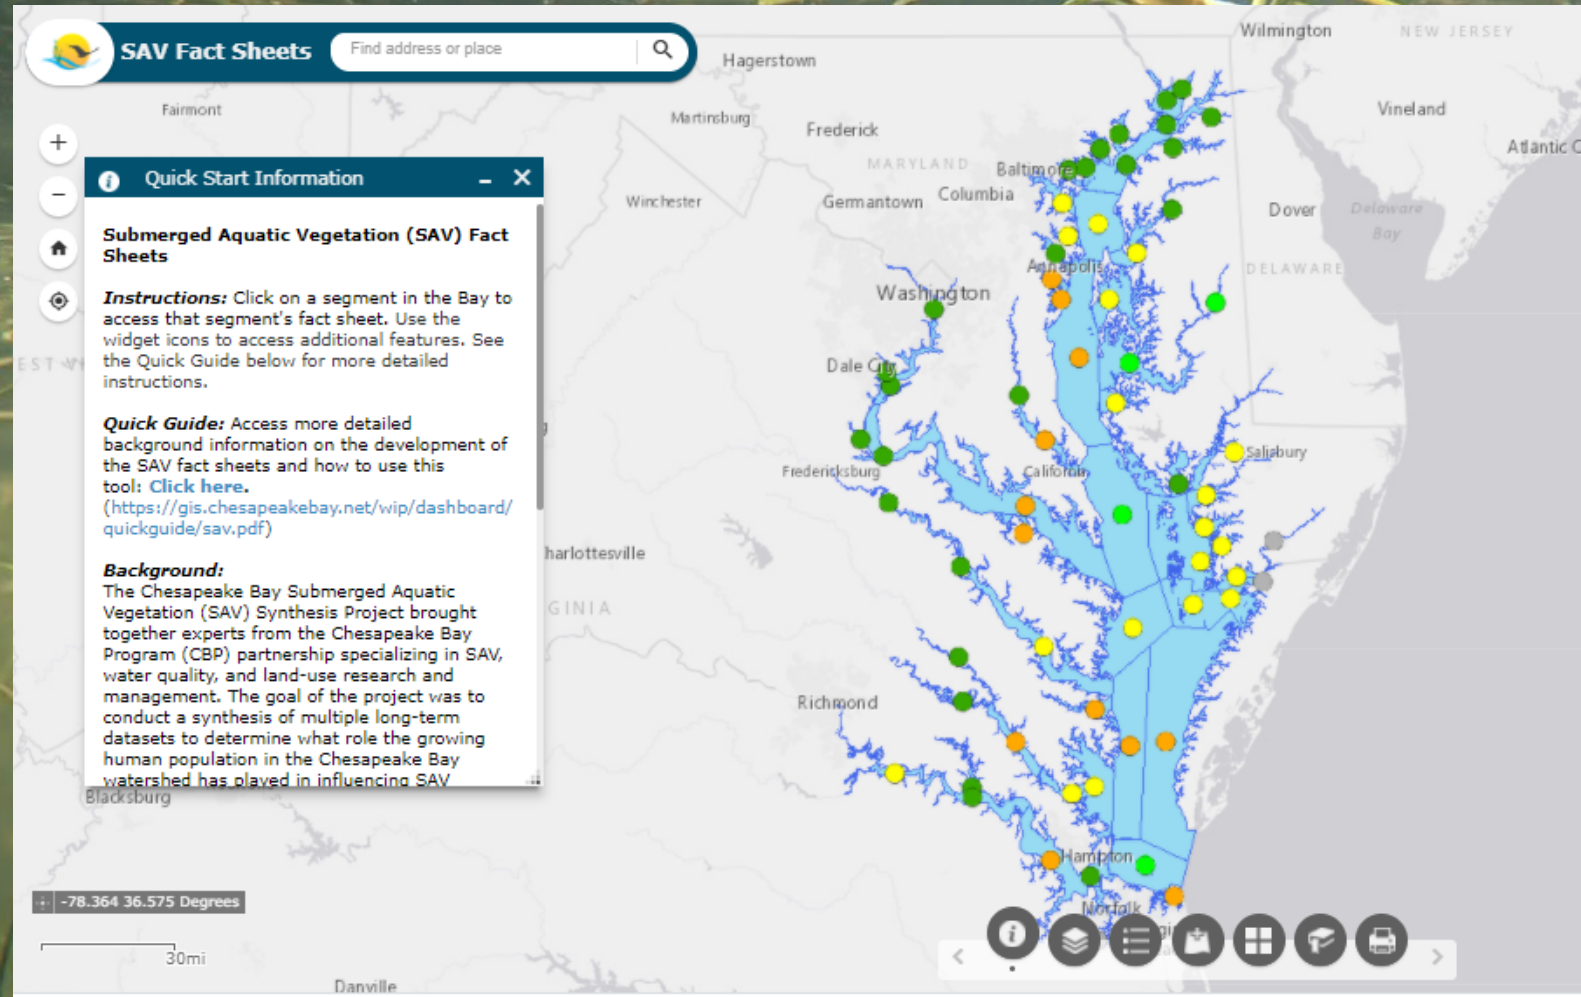 SAV Fact Sheets
Find address or place
Quick Start Information
Submerged Aquatic Vegetation (SAV) Fact
Sheets
Instructions: Click on a segment in the Bay to
access that segment's fact sheet. Use the
widget icons to access additional features. See
the Quick Guide below for more detailed
instructions.
Quick Guide: Access more detailed
background information on the development of
the SAV fact sheets and how to use this
tool: Click here.
(https://gis.chesapeakebay.net/wip/dashboard/
quickguide/sav.pdf)
Background:
The Chesapeake Bay Submerged Aquatic
Vegetation (SAV) Synthesis Project brought
together experts from the Chesapeake Bay
Program (CBP) partnership specializing in SAV,
water quality, and land-use research and
management. The goal of the project was to
conduct a synthesis of multiple long-term
datasets to determine what role the growing
human population in the Chesapeake Bay
watershed has played in influencing SAV
Wilmington
NEW JERSEY
Hagerstown
Fairmont
Martinsburg
Frederick
Vineland
Atlantic C
MARYLAND
Baltimore
Winchester
Germantown
Columbia
Dover
Delaware
Bay
Annapolis
DELAWARE
Washington
EST
Dale City
Fredericksburg
California
Salisbury
harlottesville
GINIA
Richmond
Blacksburg
Hampton
Norfolk
-78.364 36.575 Degrees
30mi
Danville